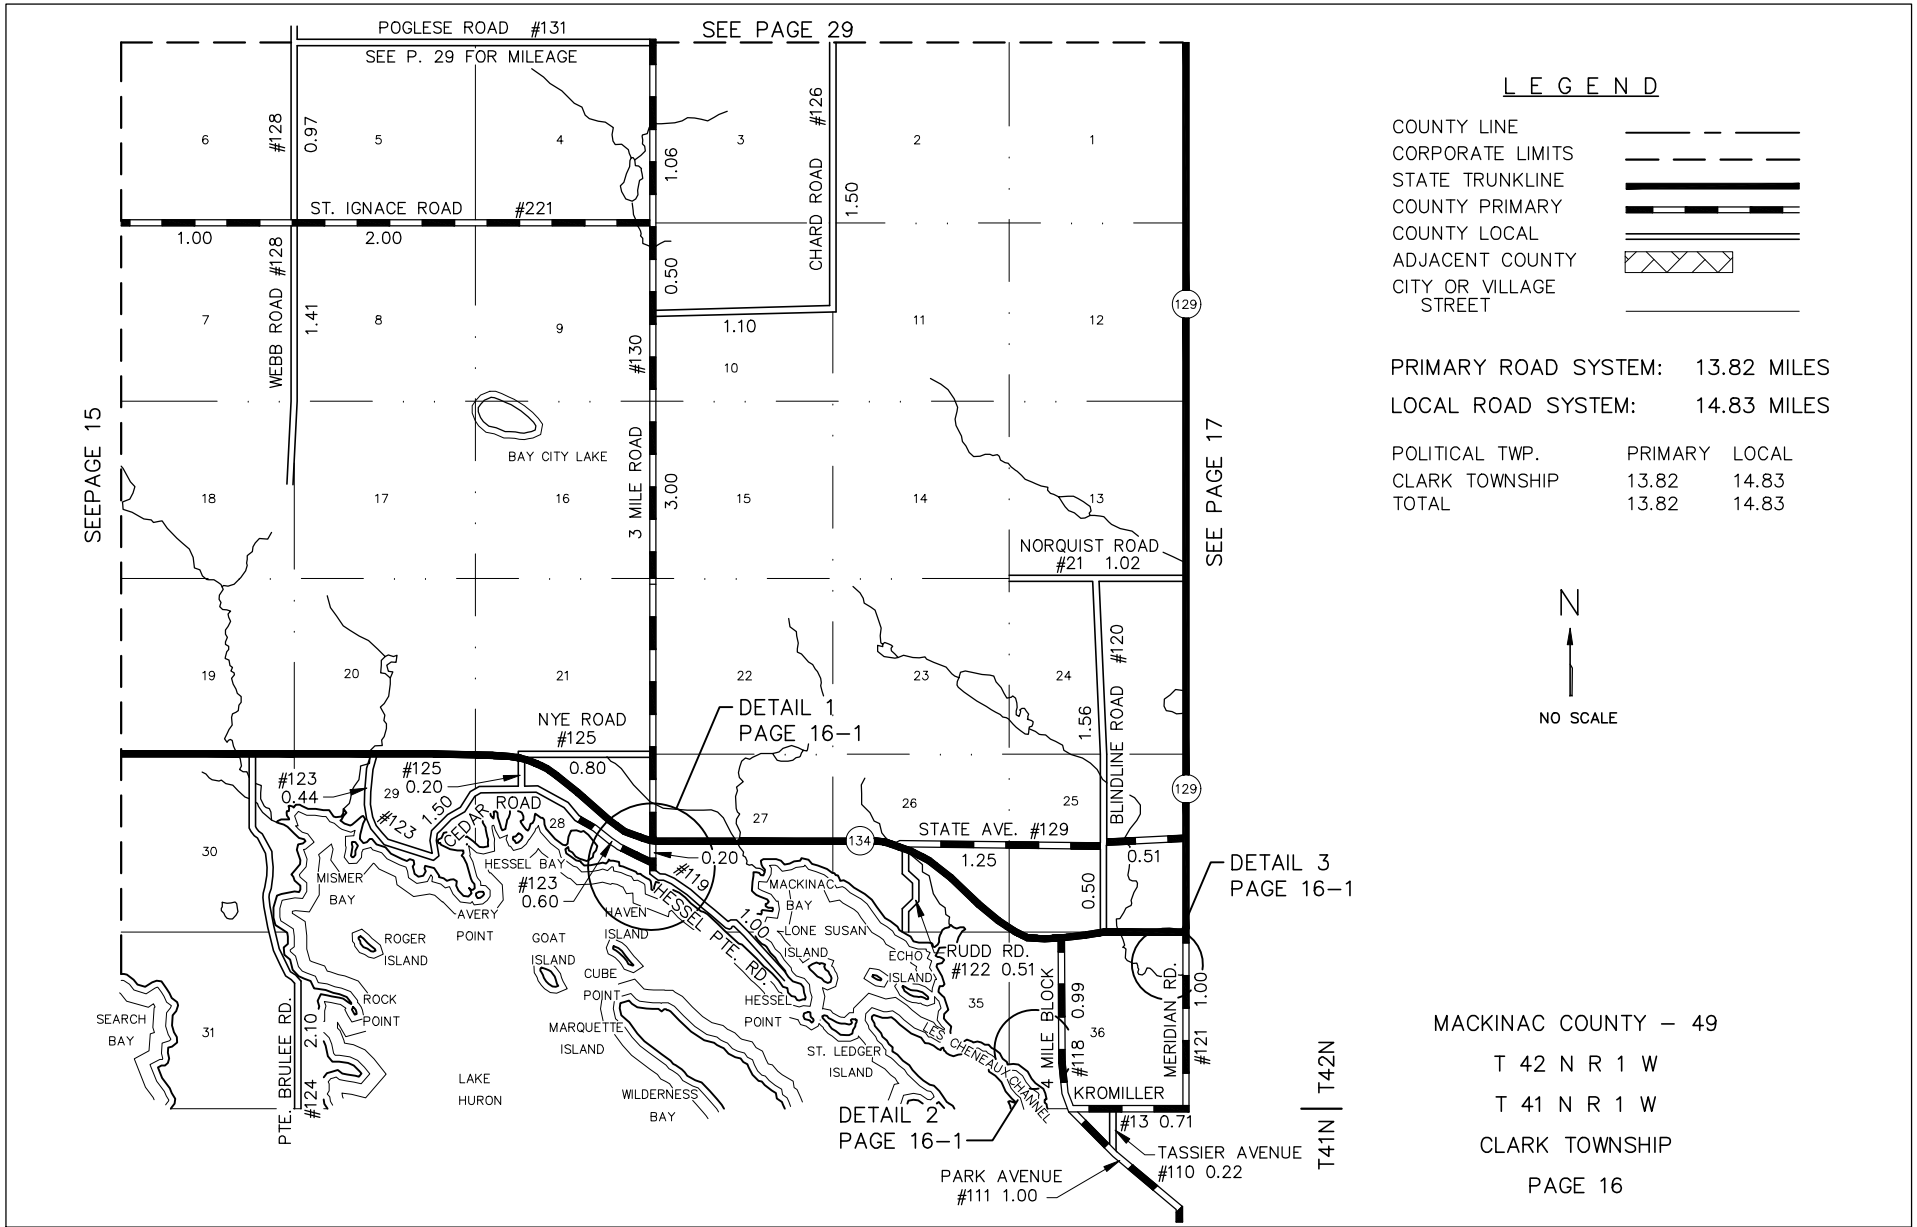 POGLESE ROAD #131
SEE P. 29 FOR MILEAGE
SEE PAGE 29
6
#128
0.97
5
4
1.06
3
#126
CHARD ROAD
1.50
2
1
ST. IGNACE ROAD #221
1.00
2.00
0.50
129
7
WEBB ROAD #128
1.41
8
9
#130
3 MILE ROAD
3.00
1.10
10
11
12
SEEPAGE 15
SEE PAGE 17
BAY CITY LAKE
18
17
16
15
14
13
NORQUIST ROAD
#21 1.02
BLINDLINE ROAD #120
1.56
19
20
21
22
23
24
NYE ROAD
#125
0.80
DETAIL 1
PAGE 16-1
#123
0.44
29
#125
0.20
#123
1.50
CEDAR
ROAD
28
27
26
25
129
134
STATE AVE. #129
1.25
0.51
0.50
0.20
30
HESSEL BAY
#123
0.60
#119
HESSEL PTE. RD.
1.00
MISMER
BAY
AVERY
POINT
HAVEN
ISLAND
MACKINAC
BAY
LONE SUSAN
ISLAND
ECHO
ISLAND
RUDD RD.
#122 0.51
DETAIL 3
PAGE 16-1
ROGER
ISLAND
GOAT
ISLAND
CUBE
POINT
HESSEL
POINT
ROCK
POINT
MARQUETTE
ISLAND
ST. LEDGER
ISLAND
LES CHENEAUX CHANNEL
35
36
4 MILE BLOCK
#118 0.99
MERIDIAN RD.
#121 1.00
SEARCH
BAY
31
PTE. BRULEE RD.
#124 2.10
LAKE
HURON
WILDERNESS
BAY
DETAIL 2
PAGE 16-1
KROMILLER
#13 0.71
T41N T42N
TASSIER AVENUE
#110 0.22
PARK AVENUE
#111 1.00
LEGEND
COUNTY LINE
CORPORATE LIMITS
STATE TRUNKLINE
COUNTY PRIMARY
COUNTY LOCAL
ADJACENT COUNTY
CITY OR VILLAGE
STREET
PRIMARY ROAD SYSTEM: 13.82 MILES
LOCAL ROAD SYSTEM: 14.83 MILES
POLITICAL TWP. PRIMARY LOCAL
CLARK TOWNSHIP 13.82 14.83
TOTAL 13.82 14.83
N
NO SCALE
MACKINAC COUNTY - 49
T 42 N R 1 W
T 41 N R 1 W
CLARK TOWNSHIP
PAGE 16